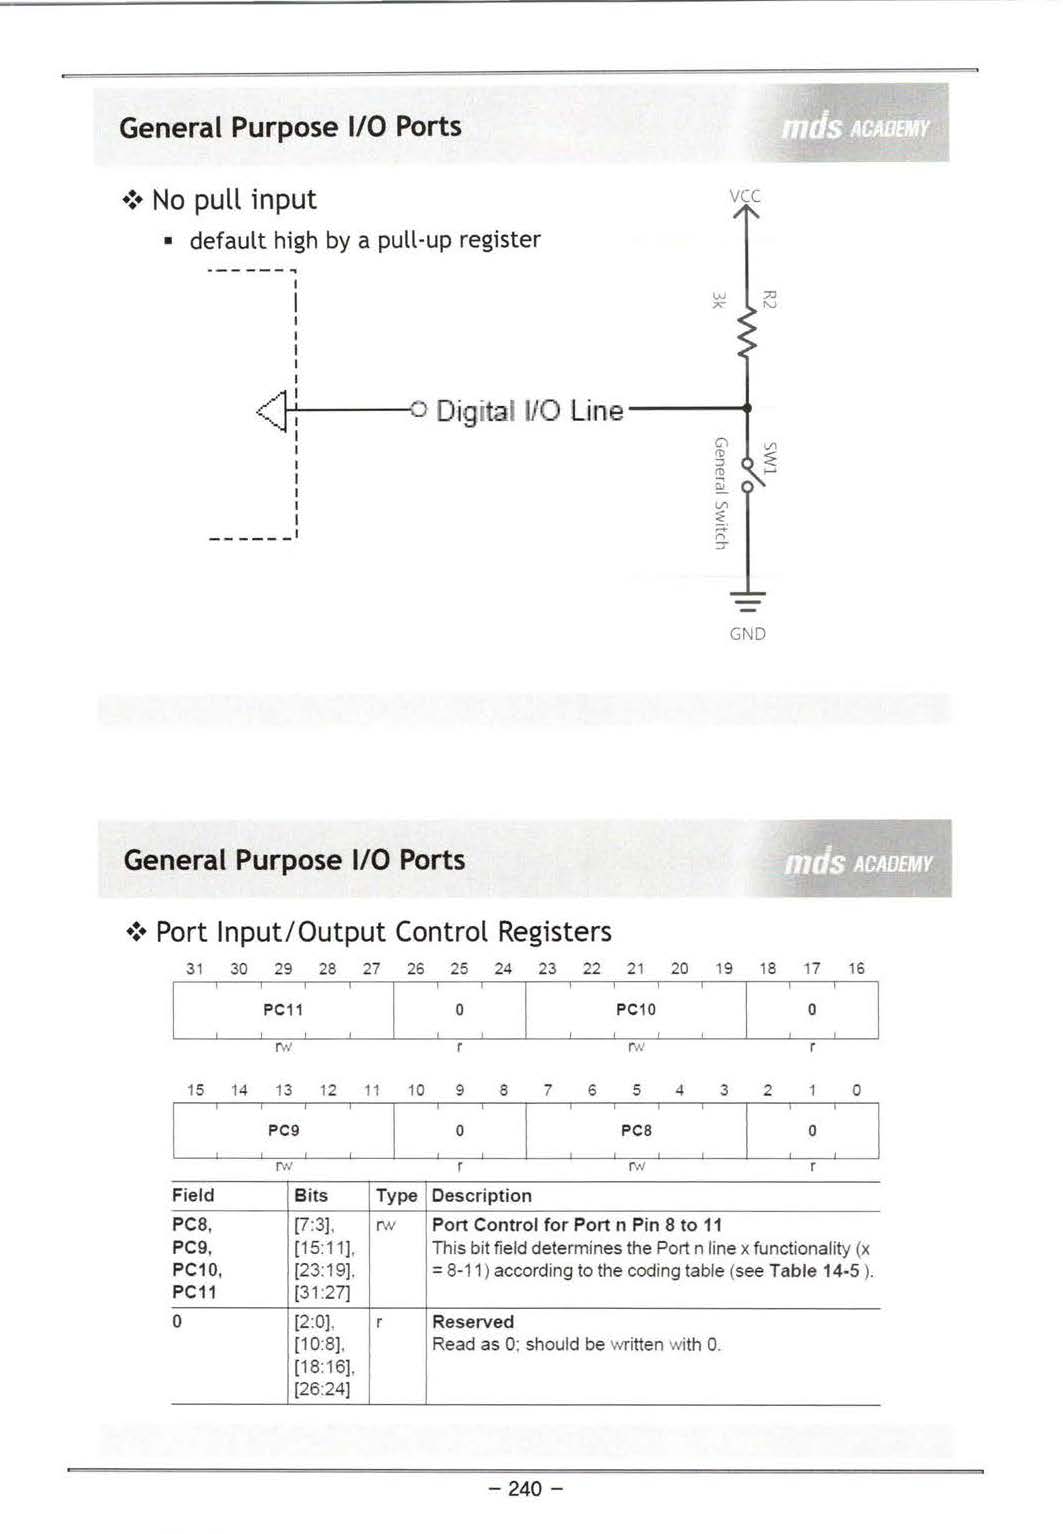 General Purpose I/O Ports
mds ACADEMY
❖ No pull input
▪ default high by a pull-up register
VCC
R2
3k
Digital I/O Line
SW1
General Switch
GND
General Purpose I/O Ports
mds ACADEMY
❖ Port Input/Output Control Registers
31 30 29 28 27 26 25 24 23 22 21 20 19 18 17 16
PC11 0 PC10 0
rw r rw r
15 14 13 12 11 10 9 8 7 6 5 4 3 2 1 0
PC9 0 PC8 0
rw r rw r
Field Bits Type Description
PC8, [7:3], rw Port Control for Port n Pin 8 to 11
PC9, [15:11], This bit field determines the Port n line x functionality (x
PC10, [23:19], = 8-11) according to the coding table (see Table 14-5 ).
PC11 [31:27]
0 [2:0], r Reserved
[10:8], Read as 0; should be written with 0.
[18:16],
[26:24]
– 240 –